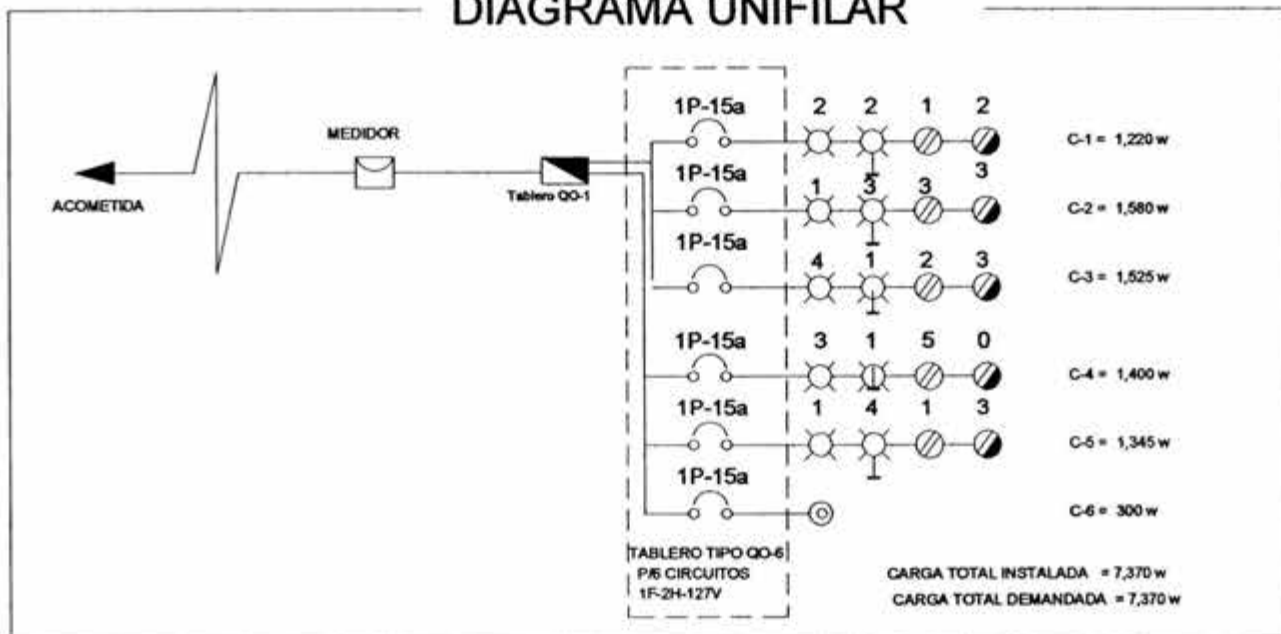 DIAGRAMA UNIFILAR
ACOMETIDA
MEDIDOR
Tablero QO-1
1P-15a 2 2 1 2 C-1 = 1,220 w
1P-15a 1 3 3 3 C-2 = 1,580 w
1P-15a 4 1 2 3 C-3 = 1,525 w
1P-15a 3 1 5 0 C-4 = 1,400 w
1P-15a 1 4 1 3 C-5 = 1,345 w
1P-15a C-6 = 300 w
TABLERO TIPO QO-6
P/6 CIRCUITOS
1F-2H-127V
CARGA TOTAL INSTALADA = 7,370 w
CARGA TOTAL DEMANDADA = 7,370 w